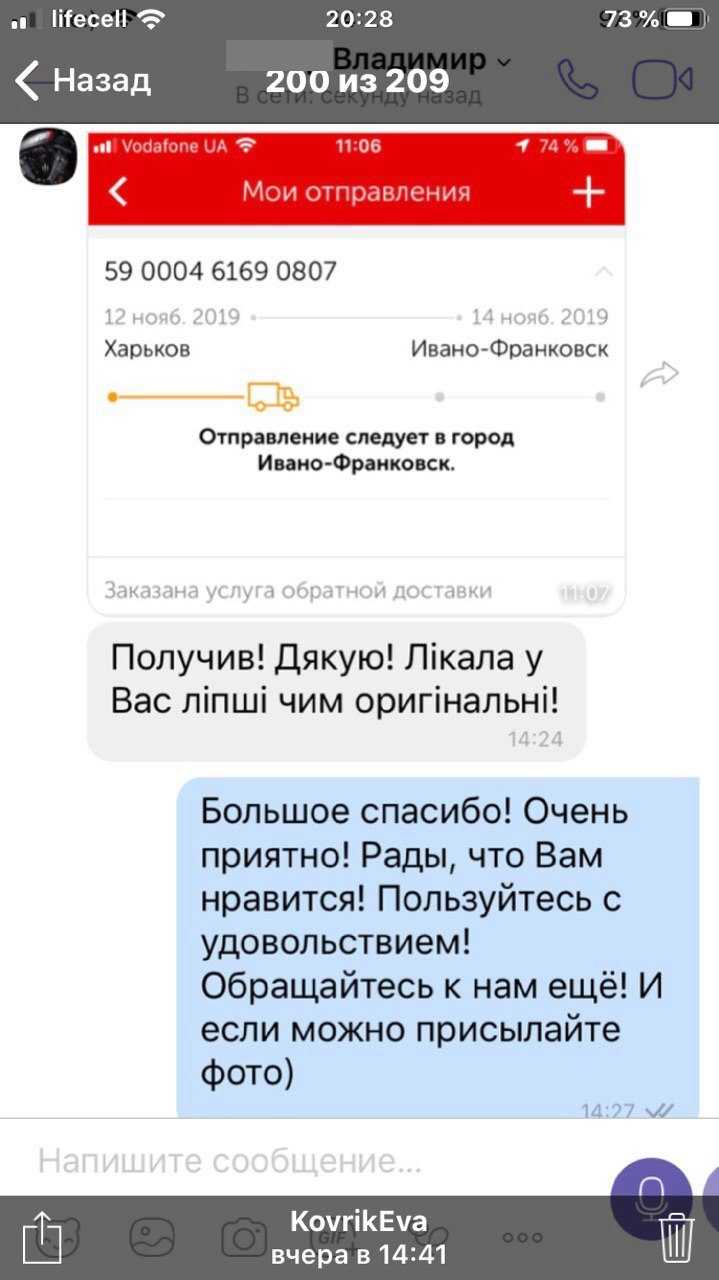 lifecell 20:28 73%
Назад
Владимир
200 из 209
В сети: секунду назад
Vodafone UA 11:06 74 %
Мои отправления
59 0004 6169 0807
12 нояб. 2019 14 нояб. 2019
Харьков Ивано-Франковск
Отправление следует в город
Ивано-Франковск.
Заказана услуга обратной доставки 11:07
Получив! Дякую! Лікала у
Вас ліпші чим оригінальні!
14:24
Большое спасибо! Очень
приятно! Рады, что Вам
нравится! Пользуйтесь с
удовольствием!
Обращайтесь к нам ещё! И
если можно присылайте
фото)
14:27
Напишите сообщение...
KovrikEva
GIF
вчера в 14:41